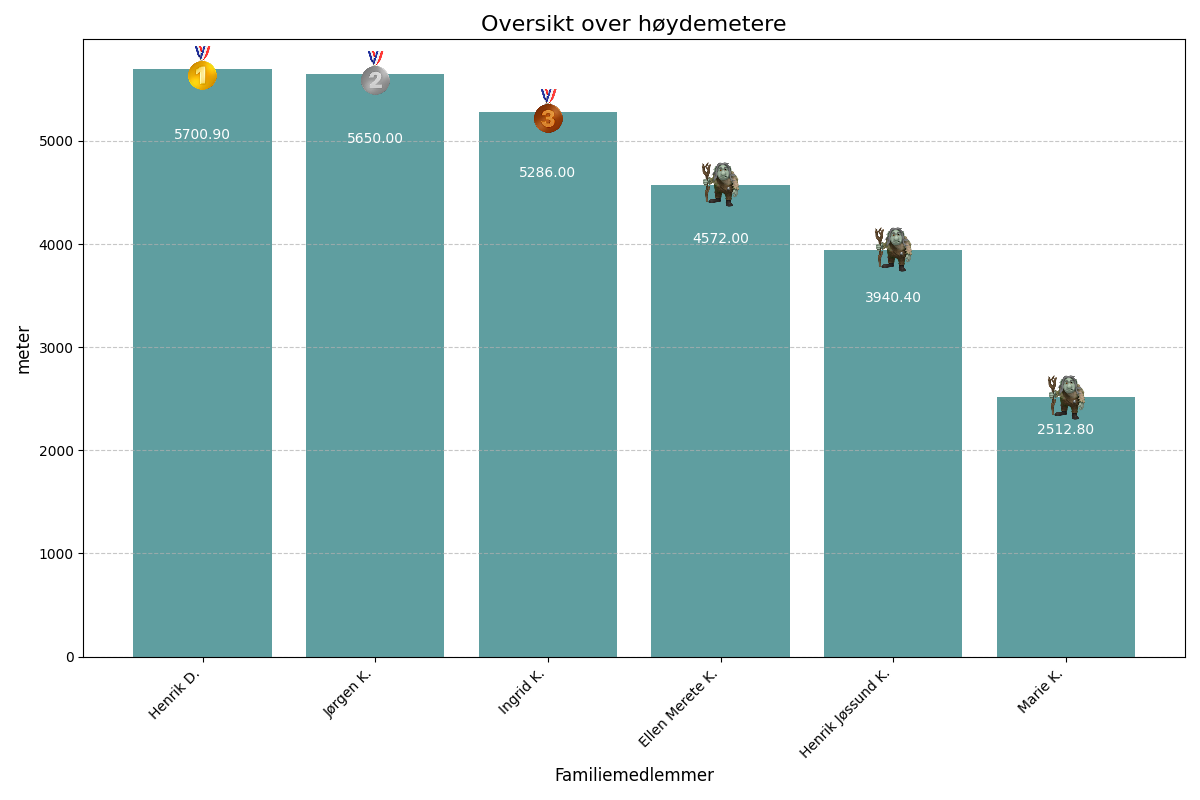 Oversikt over høydemetere
meter
5000
4000
3000
2000
1000
0
1
2
3
5700.90
5650.00
5286.00
4572.00
3940.40
2512.80
Henrik D.
Jørgen K.
Ingrid K.
Ellen Merete K.
Henrik Jøssund K.
Marie K.
Familiemedlemmer